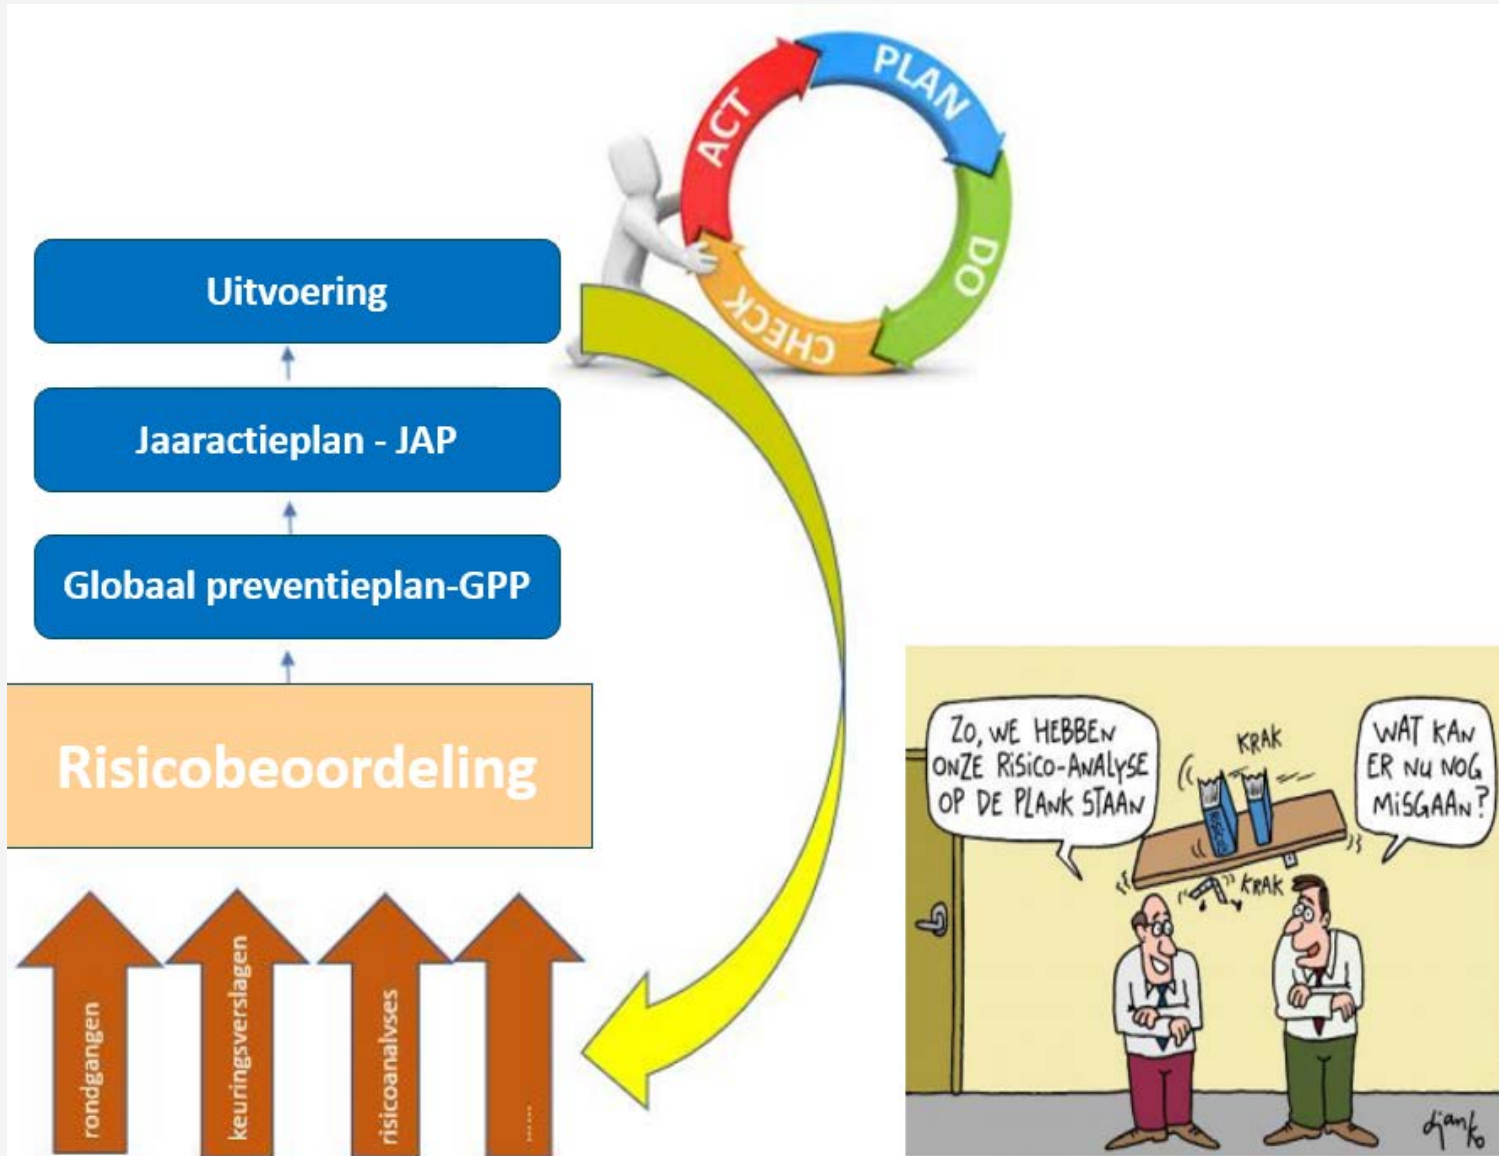 PLAN
DO
CHECK
ACT
Uitvoering
Jaaractieplan - JAP
Globaal preventieplan-GPP
Risicobeoordeling
rondgangen
keuringsverslagen
risicoanalyses
......
ZO, WE HEBBEN
ONZE RISICO-ANALYSE
OP DE PLANK STAAN
KRAK
WAT KAN
ER NU NOG
MISGAAN?
RISICO
KRAK
djanko